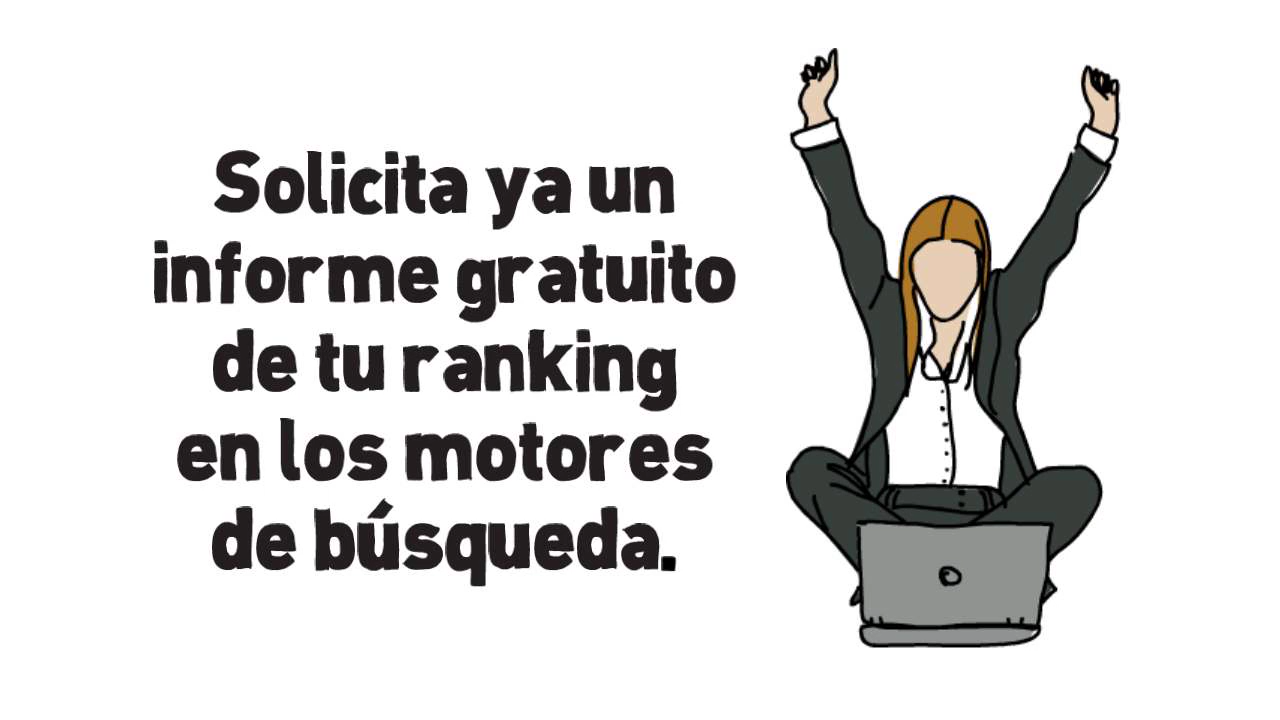 Solicita ya un
informe gratuito
de tu ranking
en los motores
de búsqueda.